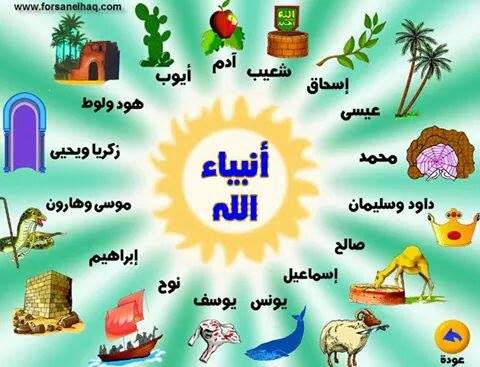 www.forsanelhaq.com
أنبياء
الله
آدم
شعيب
إسحاق
عيسى
محمد
داود وسليمان
صالح
إسماعيل
يونس
يوسف
نوح
إبراهيم
موسى وهارون
زكريا ويحيى
هود ولوط
أيوب
عودة